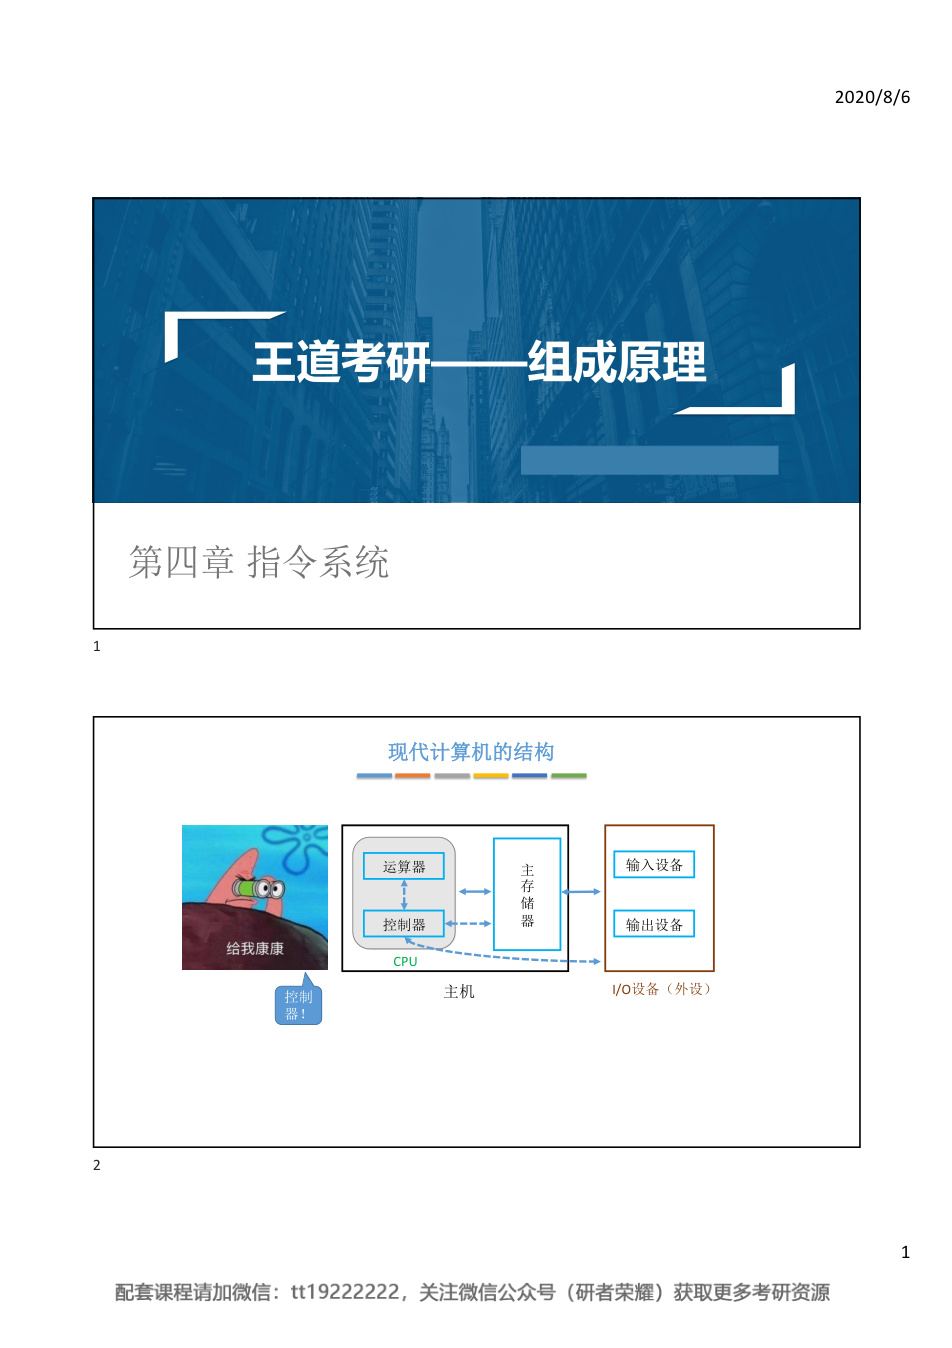 2020/8/6
王道考研——组成原理
第四章 指令系统
1
现代计算机的结构
给我康康
控制
器！
运算器
控制器
CPU
主
存
储
器
主机
输入设备
输出设备
I/O设备（外设）
2
1
配套课程请加微信：tt19222222，关注微信公众号（研者荣耀）获取更多考研资源